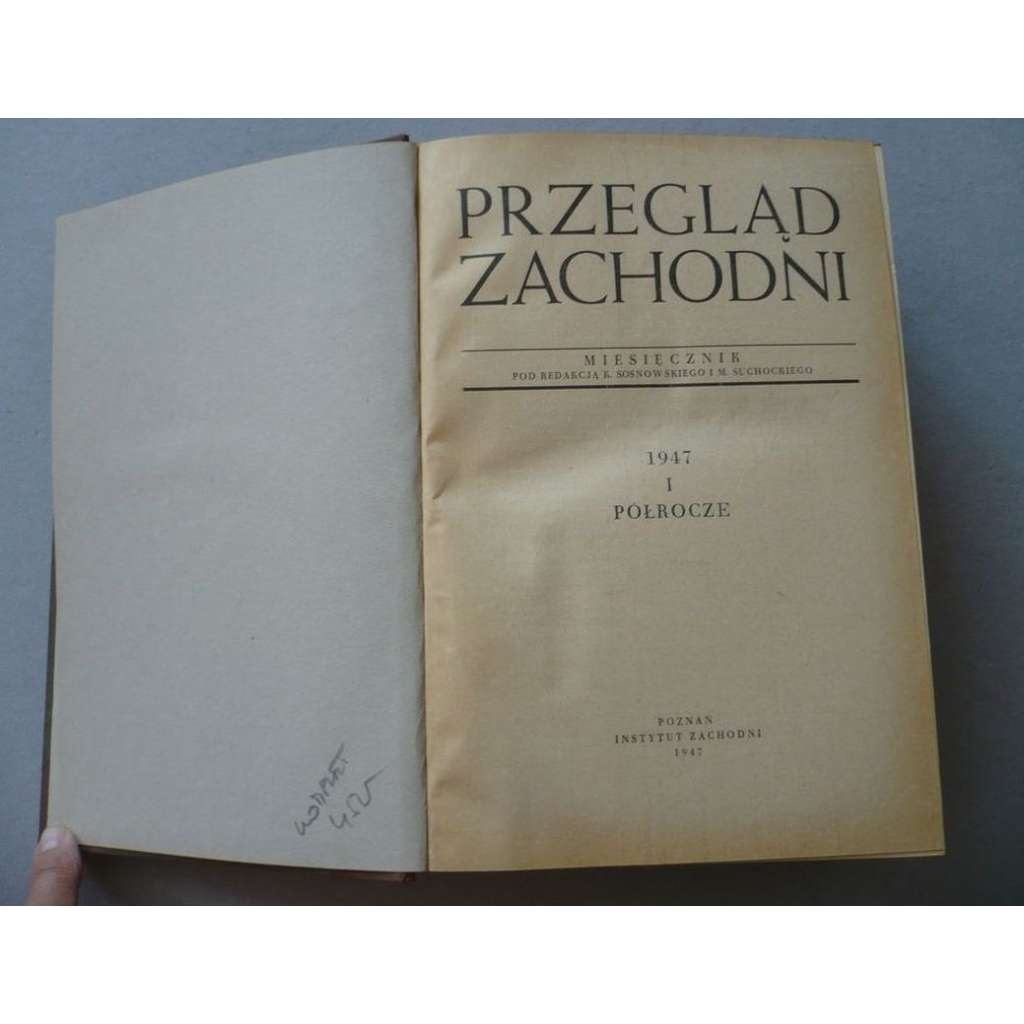 PRZEGLĄD
ZACHODNI
MIESIĘCZNIK
POD REDAKCJĄ K. SOSNOWSKIEGO I M. SUCHOCKIEGO
1947
I
PÓŁROCZE
POZNAŃ
INSTYTUT ZACHODNI
1947